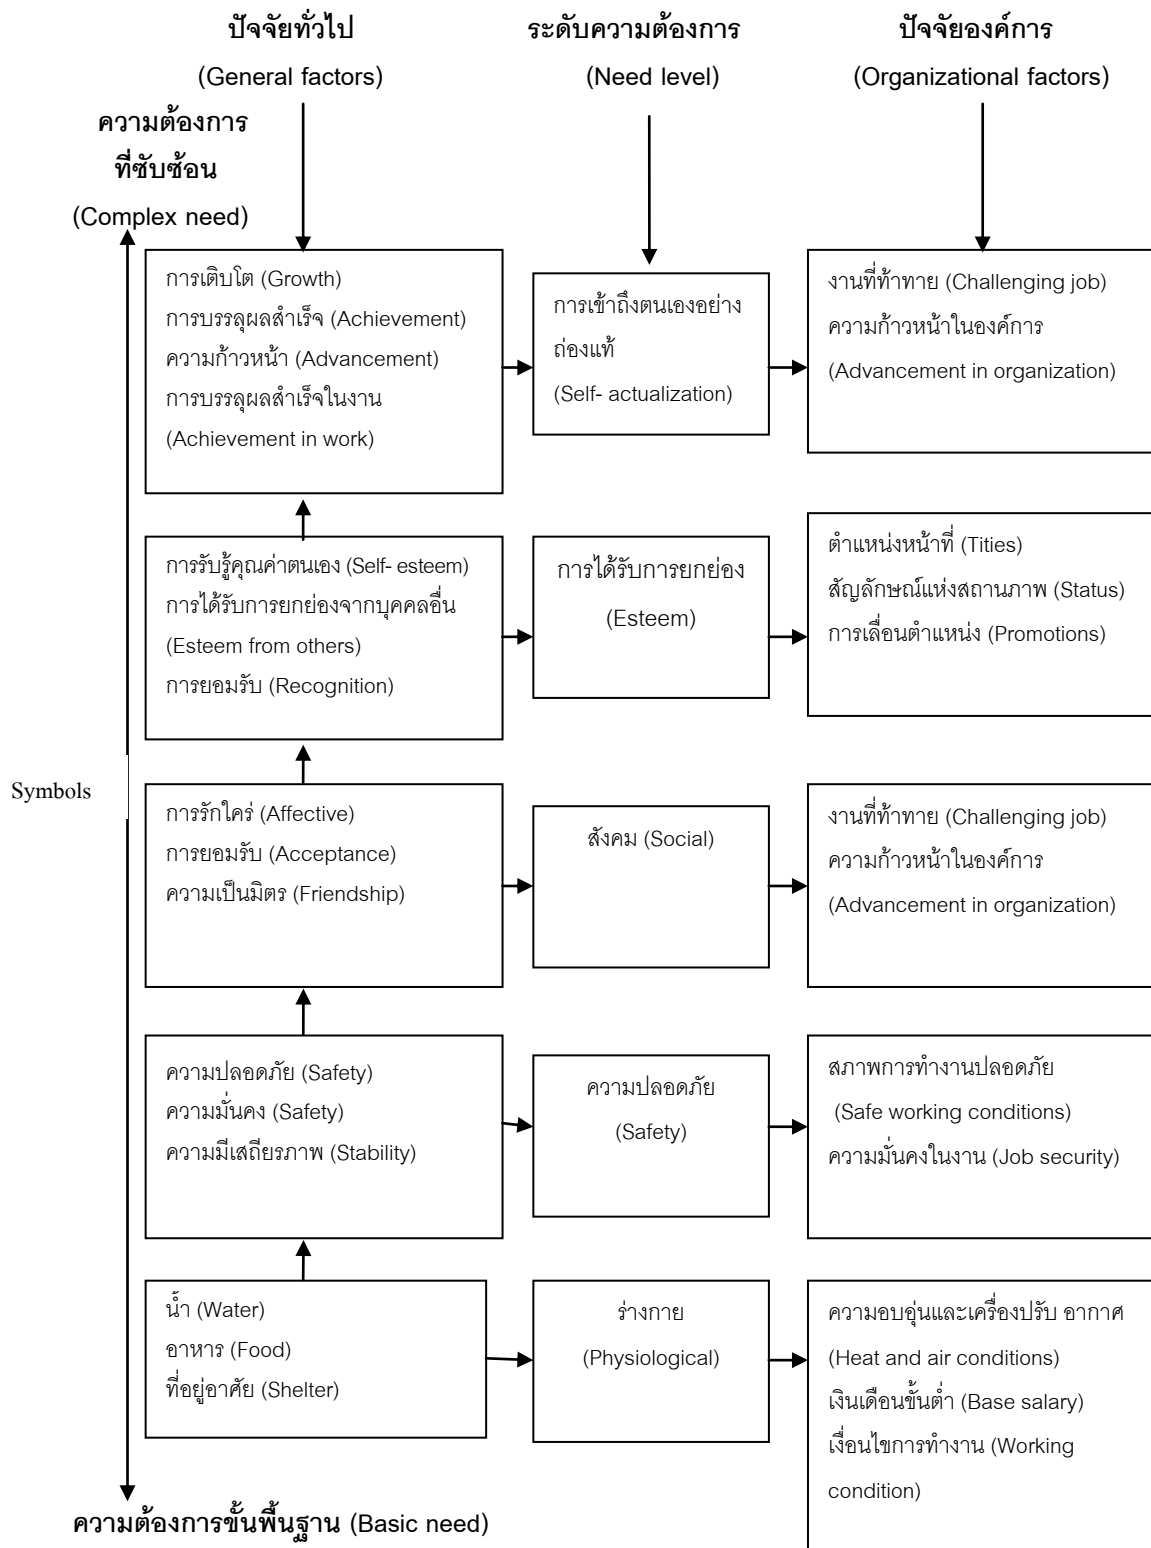 ปัจจัยทั่วไป
(General factors)
ระดับความต้องการ
(Need level)
ปัจจัยองค์การ
(Organizational factors)
ความต้องการ
ที่ซับซ้อน
(Complex need)
การเติบโต (Growth)
การบรรลุผลสำเร็จ (Achievement)
ความก้าวหน้า (Advancement)
การบรรลุผลสำเร็จในงาน
(Achievement in work)
การเข้าถึงตนเองอย่าง
ถ่องแท้
(Self- actualization)
งานที่ท้าทาย (Challenging job)
ความก้าวหน้าในองค์การ
(Advancement in organization)
การรับรู้คุณค่าตนเอง (Self- esteem)
การได้รับการยกย่องจากบุคคลอื่น
(Esteem from others)
การยอมรับ (Recognition)
การได้รับการยกย่อง
(Esteem)
ตำแหน่งหน้าที่ (Tities)
สัญลักษณ์แห่งสถานภาพ (Status)
การเลื่อนตำแหน่ง (Promotions)
Symbols
การรักใคร่ (Affective)
การยอมรับ (Acceptance)
ความเป็นมิตร (Friendship)
สังคม (Social)
งานที่ท้าทาย (Challenging job)
ความก้าวหน้าในองค์การ
(Advancement in organization)
ความปลอดภัย (Safety)
ความมั่นคง (Safety)
ความมีเสถียรภาพ (Stability)
ความปลอดภัย
(Safety)
สภาพการทำงานปลอดภัย
(Safe working conditions)
ความมั่นคงในงาน (Job security)
น้ำ (Water)
อาหาร (Food)
ที่อยู่อาศัย (Shelter)
ร่างกาย
(Physiological)
ความอบอุ่นและเครื่องปรับ อากาศ
(Heat and air conditions)
เงินเดือนขั้นต่ำ (Base salary)
เงื่อนไขการทำงาน (Working
condition)
ความต้องการขั้นพื้นฐาน (Basic need)